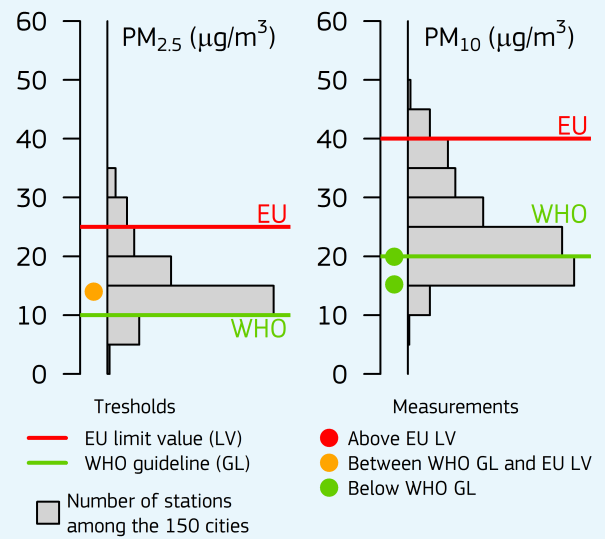 PM2.5 (µg/m³)
60
50
40
30
20
10
0
EU
WHO
PM10 (µg/m³)
60
50
40
30
20
10
0
EU
WHO
Tresholds
EU limit value (LV)
WHO guideline (GL)
Number of stations
among the 150 cities
Measurements
Above EU LV
Between WHO GL and EU LV
Below WHO GL